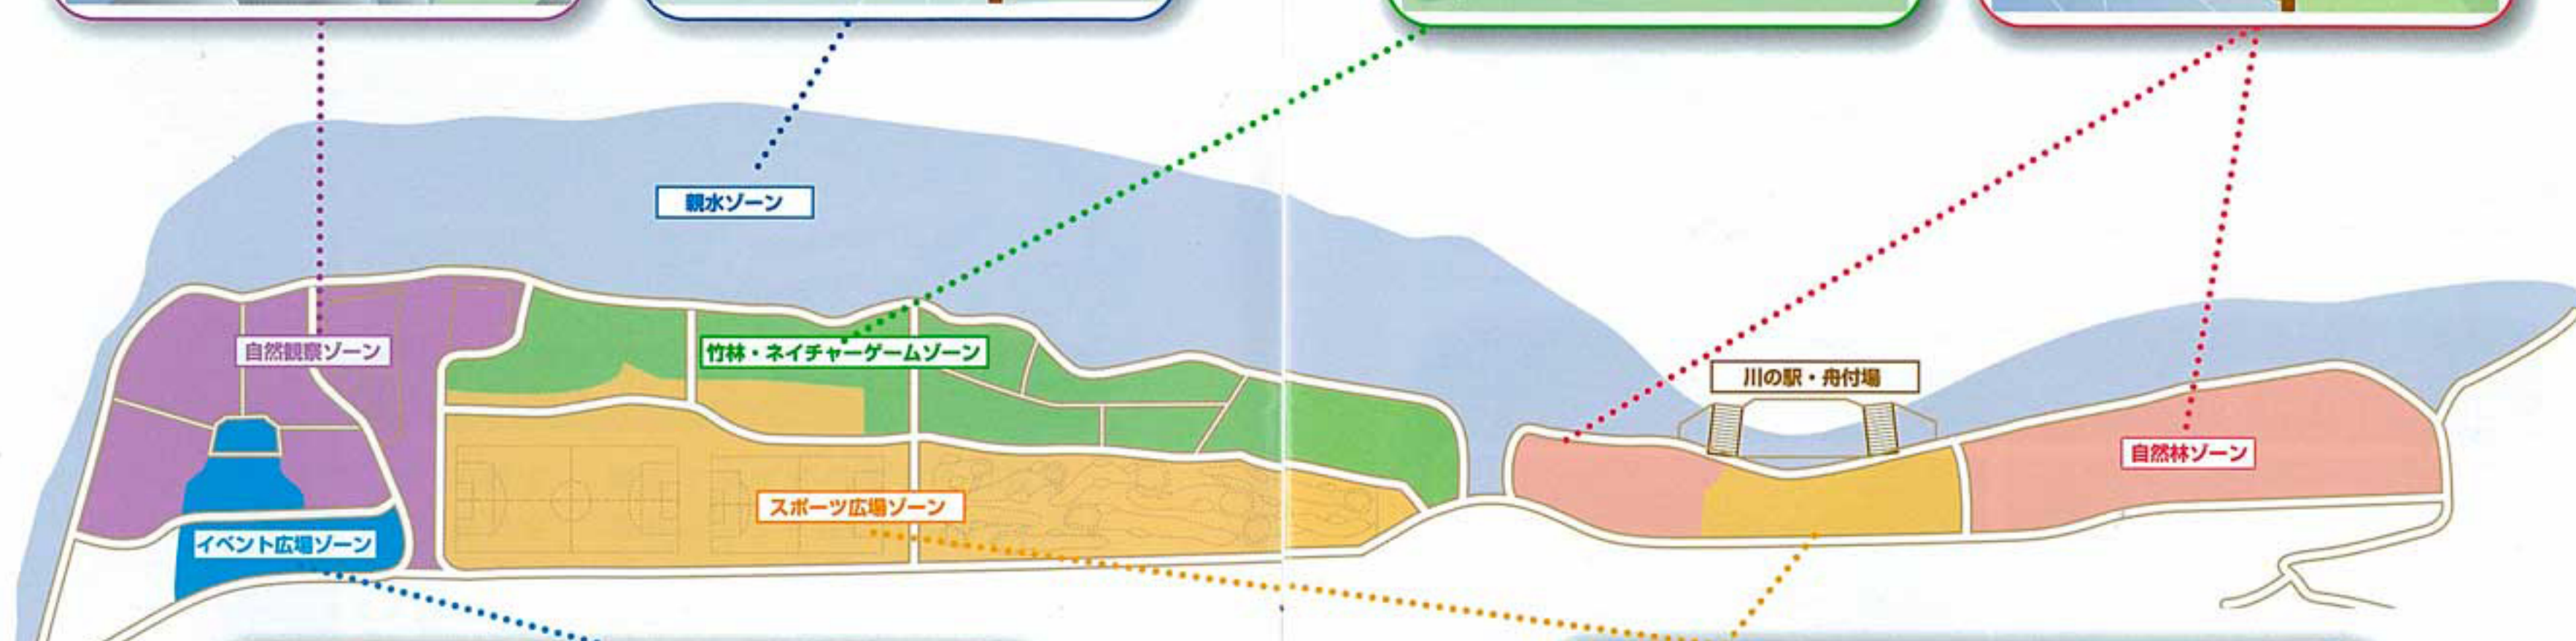 親水ゾーン
自然観察ゾーン
竹林・ネイチャーゲームゾーン
川の駅・舟付場
自然林ゾーン
スポーツ広場ゾーン
イベント広場ゾーン